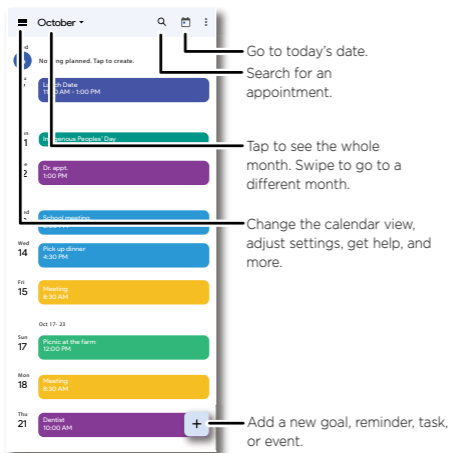 October
Go to today's date.
Search for an
appointment.
Nothing planned. Tap to create.
Lunch Date
AM - 1:00 PM
Indigenous Peoples' Day
Dr. appt.
1:00 PM
Tap to see the whole
month. Swipe to go to a
different month.
School meeting
Change the calendar view,
adjust settings, get help, and
more.
Wed
14
Pick up dinner
4:30 PM
Fri
15
Meeting
8:30 AM
Oct 17- 23
Sun
17
Picnic at the farm
12:00 PM
Mon
18
Meeting
8:30 AM
Thu
21
Dentist
10:00 AM
+
Add a new goal, reminder, task,
or event.